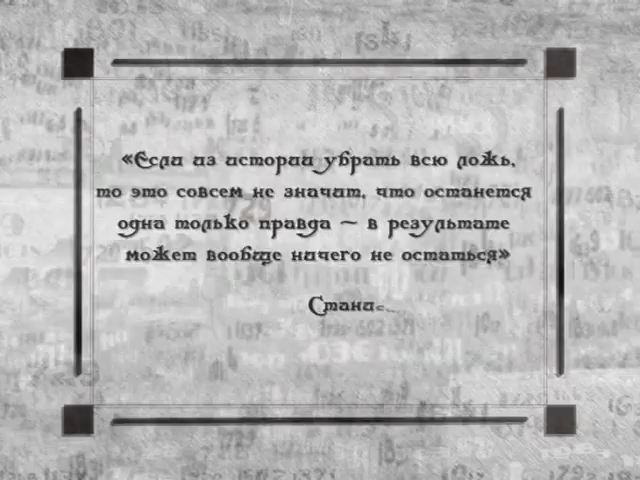 «Если из истории убрать всю ложь,
то это совсем не значит, что останется
одна только правда — в результате
может вообще ничего не остаться»
Стани